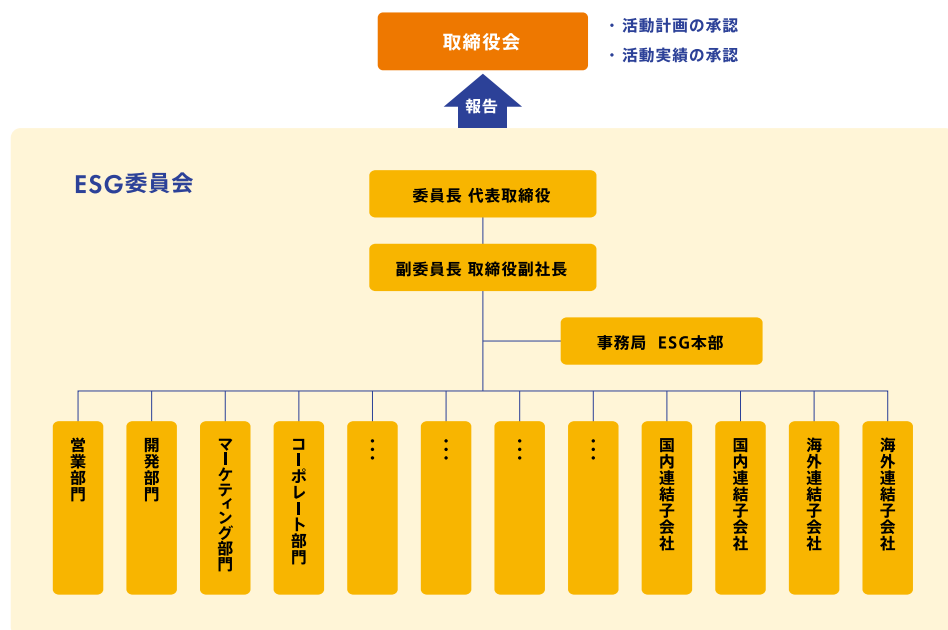 取締役会
・活動計画の承認
・活動実績の承認
報告
ESG委員会
委員長 代表取締役
副委員長 取締役副社長
事務局 ESG本部
営業部門
開発部門
マーケティング部門
コーポレート部門
…
…
…
…
国内連結子会社
国内連結子会社
海外連結子会社
海外連結子会社